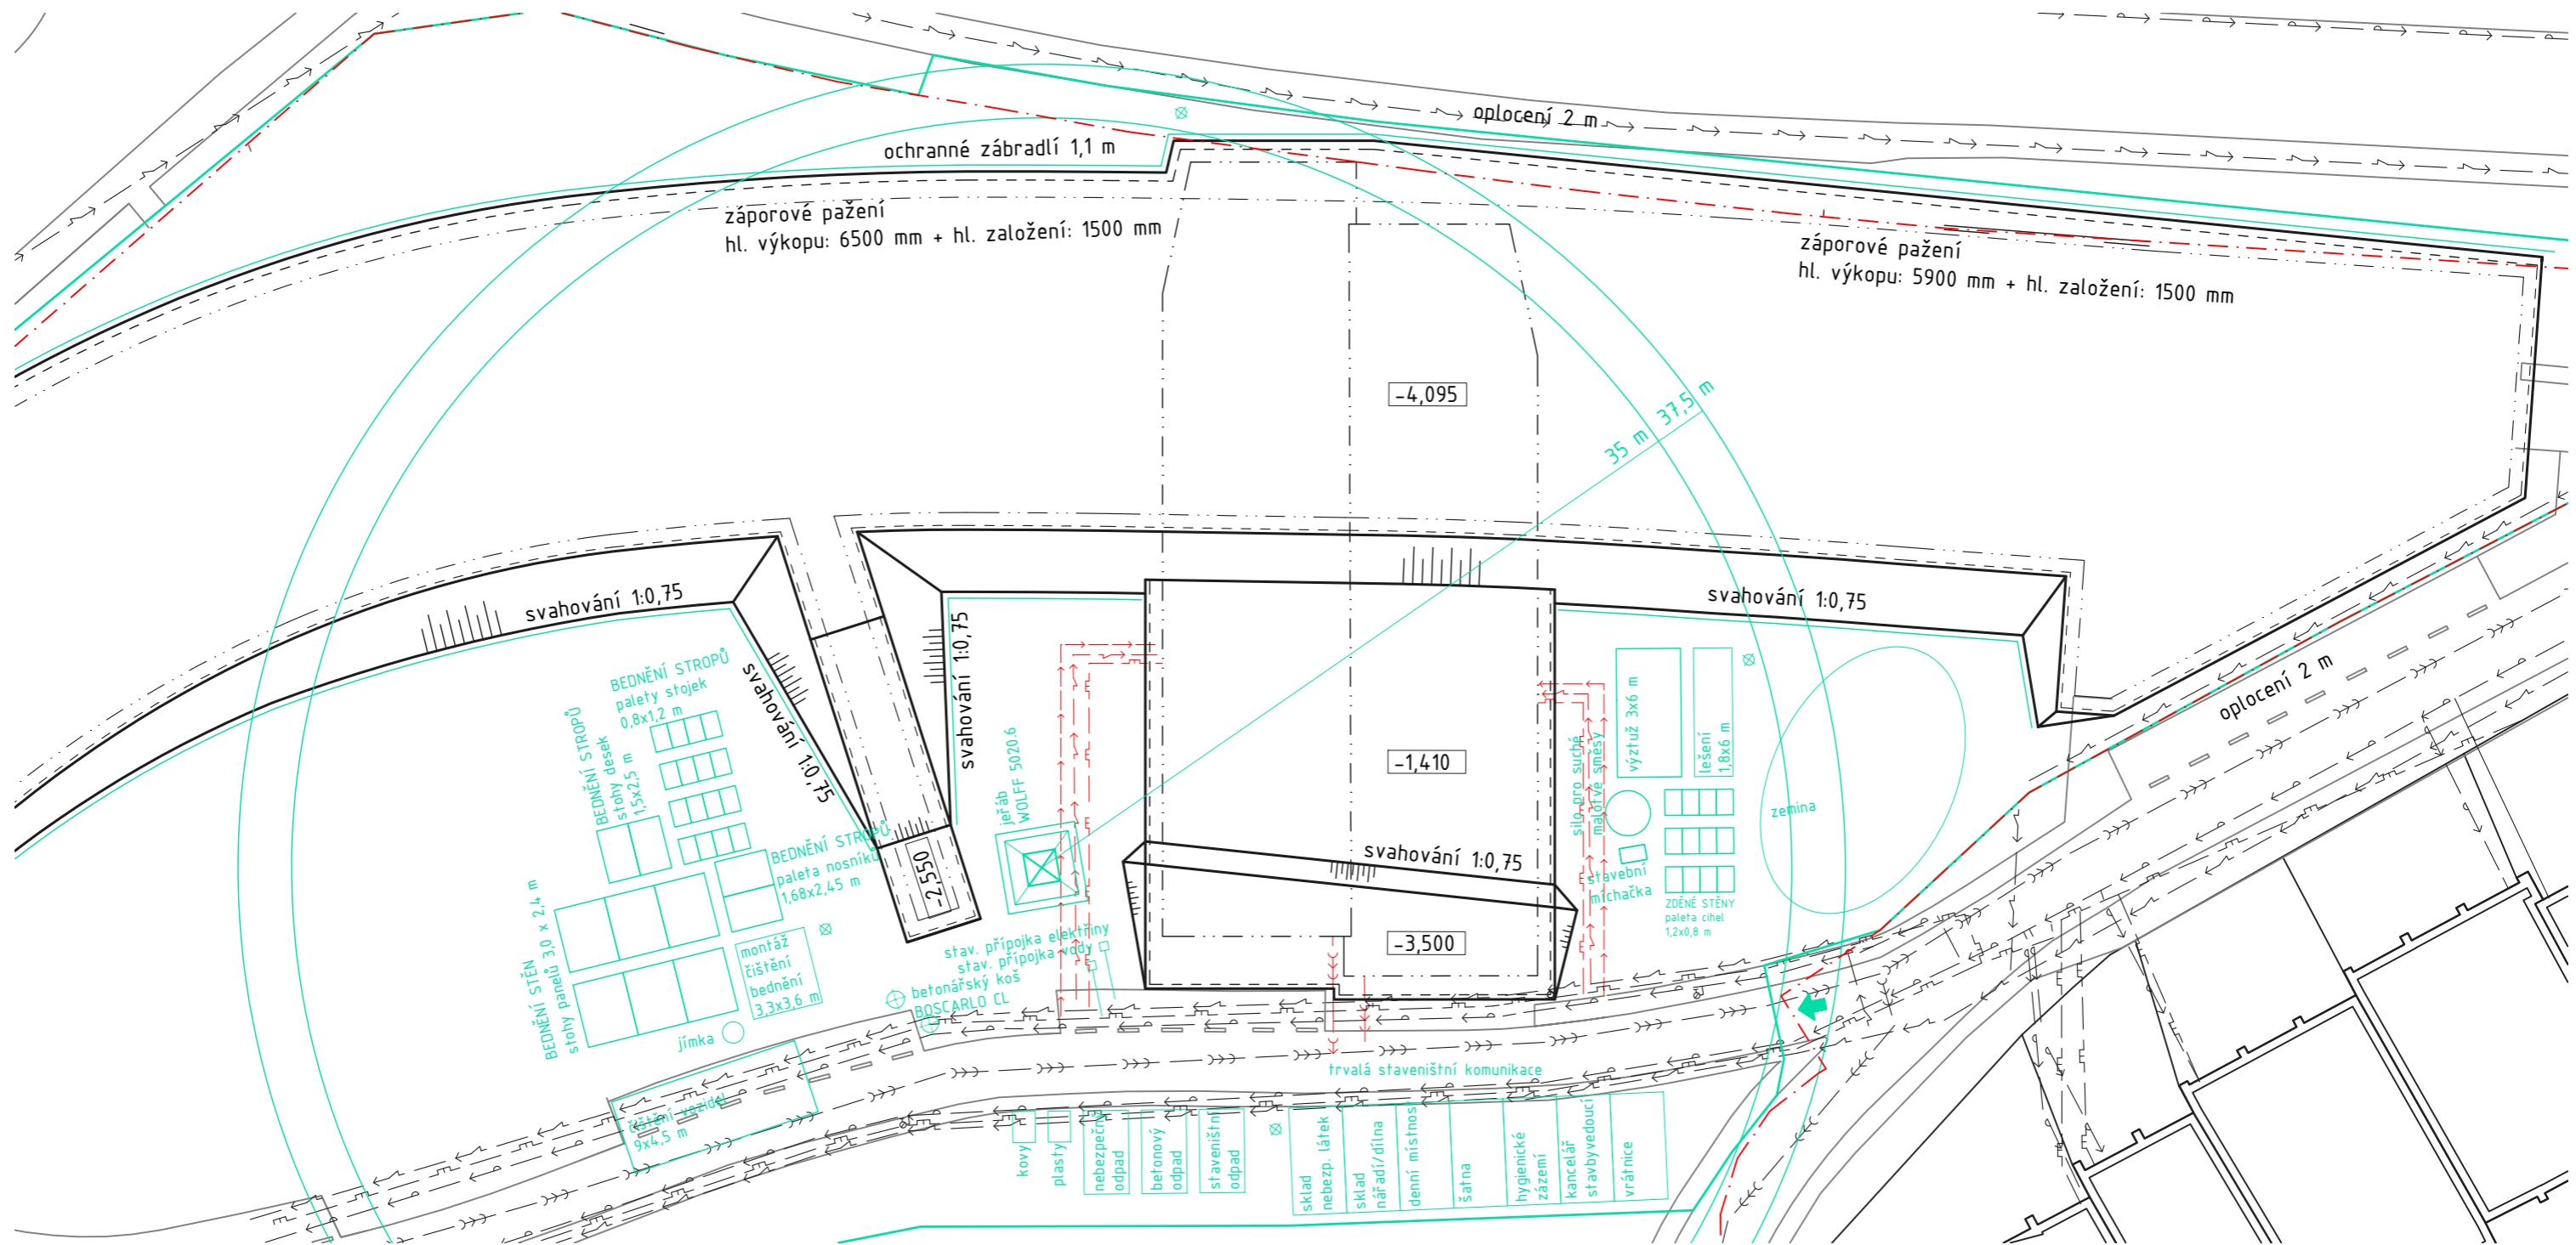 oplocení 2 m
ochranné zábradlí 1,1 m
záporové pažení
hl. výkopu: 6500 mm + hl. založení: 1500 mm
záporové pažení
hl. výkopu: 5900 mm + hl. založení: 1500 mm
-4,095
35 m
37,5 m
svahování 1:0,75
svahování 1:0,75
svahování 1:0,75
svahování 1:0,75
BEDNĚNÍ STROPŮ
palety stojek
0,8x1,2 m
BEDNĚNÍ STROPŮ
stohy desek
1,5x2,5 m
BEDNĚNÍ STROPŮ
paleta nosníků
1,68x2,45 m
BEDNĚNÍ STĚN
stohy panelů 3,0 x 2,4 m
montáž
čištění
bednění
3,3x3,6 m
jímka
-2,550
jeřáb
WOLFF 5020.6
stav. přípojka elektřiny
stav. přípojka vody
betonářský koš
BOSCARLO CL
-1,410
svahování 1:0,75
-3,500
silo pro suché
maltové směsy
výztuž 3x6 m
lešení
1,8x6 m
stavební
míchačka
ZDĚNÉ STĚNY
paleta cihel
1,2x0,8 m
zemina
oplocení 2 m
trvalá staveništní komunikace
čištění vozidel
9x4,5 m
kovy
plasty
nebezpečný
odpad
betonový
odpad
staveništní
odpad
sklad
nebezp. látek
sklad
nářadí/dílna
denní místnost
šatna
hygienické
zázemí
kancelář
stavbyvedoucí
vrátnice